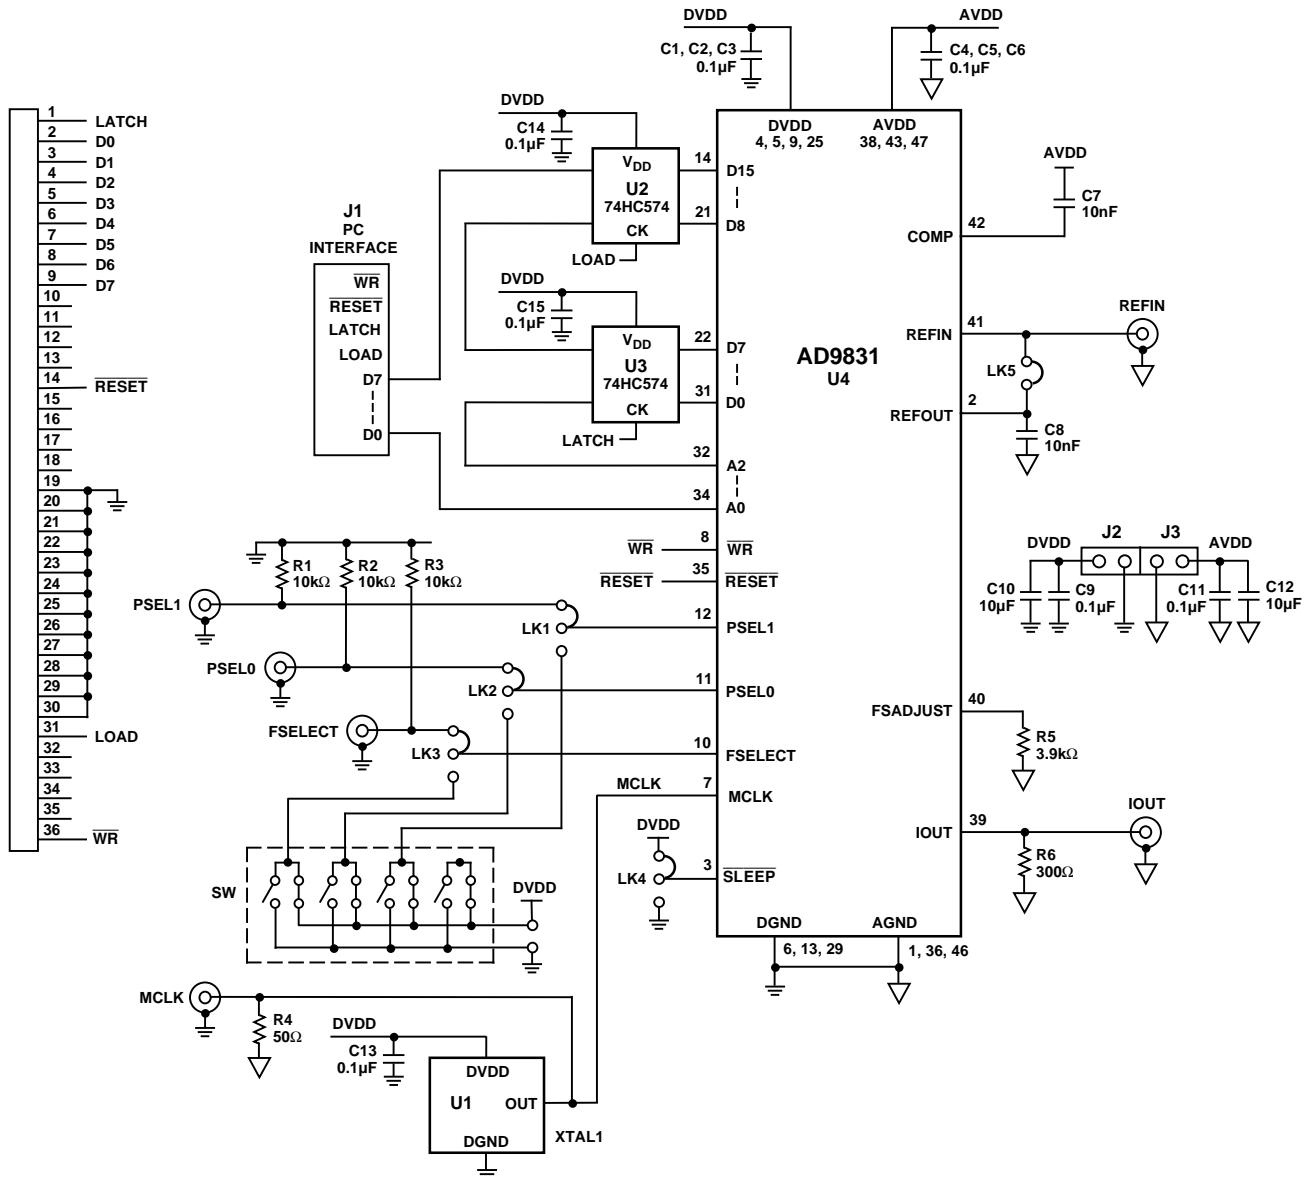 DVDD
C1, C2, C3
0.1µF
AVDD
C4, C5, C6
0.1µF
1
LATCH
2
D0
3
D1
4
D2
5
D3
6
D4
7
D5
8
D6
9
D7
10
11
12
13
14
RESET
15
16
17
18
19
20
21
22
23
24
25
26
27
28
29
30
31
LOAD
32
33
34
35
36
WR
J1
PC
INTERFACE
WR
RESET
LATCH
LOAD
D7
D0
DVDD
C14
0.1µF
VDD
U2
74HC574
CK
LOAD
DVDD
C15
0.1µF
VDD
U3
74HC574
CK
LATCH
DVDD
4, 5, 9, 25
AVDD
38, 43, 47
14
D15
21
D8
22
D7
31
D0
32
A2
34
A0
8
WR
WR
35
RESET
RESET
12
PSEL1
11
PSEL0
10
FSELECT
MCLK
7
MCLK
3
SLEEP
DGND
6, 13, 29
AGND
1, 36, 46
AD9831
U4
AVDD
C7
10nF
42
COMP
41
REFIN
REFIN
LK5
2
REFOUT
C8
10nF
DVDD
J2
J3
AVDD
C10
10µF
C9
0.1µF
C11
0.1µF
C12
10µF
40
FSADJUST
R5
3.9kΩ
39
IOUT
IOUT
R6
300Ω
R1
10kΩ
R2
10kΩ
R3
10kΩ
PSEL1
LK1
PSEL0
LK2
FSELECT
LK3
DVDD
LK4
SW
DVDD
MCLK
R4
50Ω
DVDD
C13
0.1µF
DVDD
U1
OUT
DGND
XTAL1